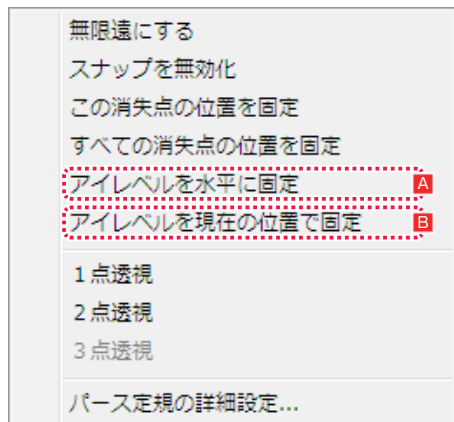 無限遠にする
スナップを無効化
この消失点の位置を固定
すべての消失点の位置を固定
アイレベルを水平に固定 A
アイレベルを現在の位置で固定 B
1点透視
2点透視
3点透視
パース定規の詳細設定...